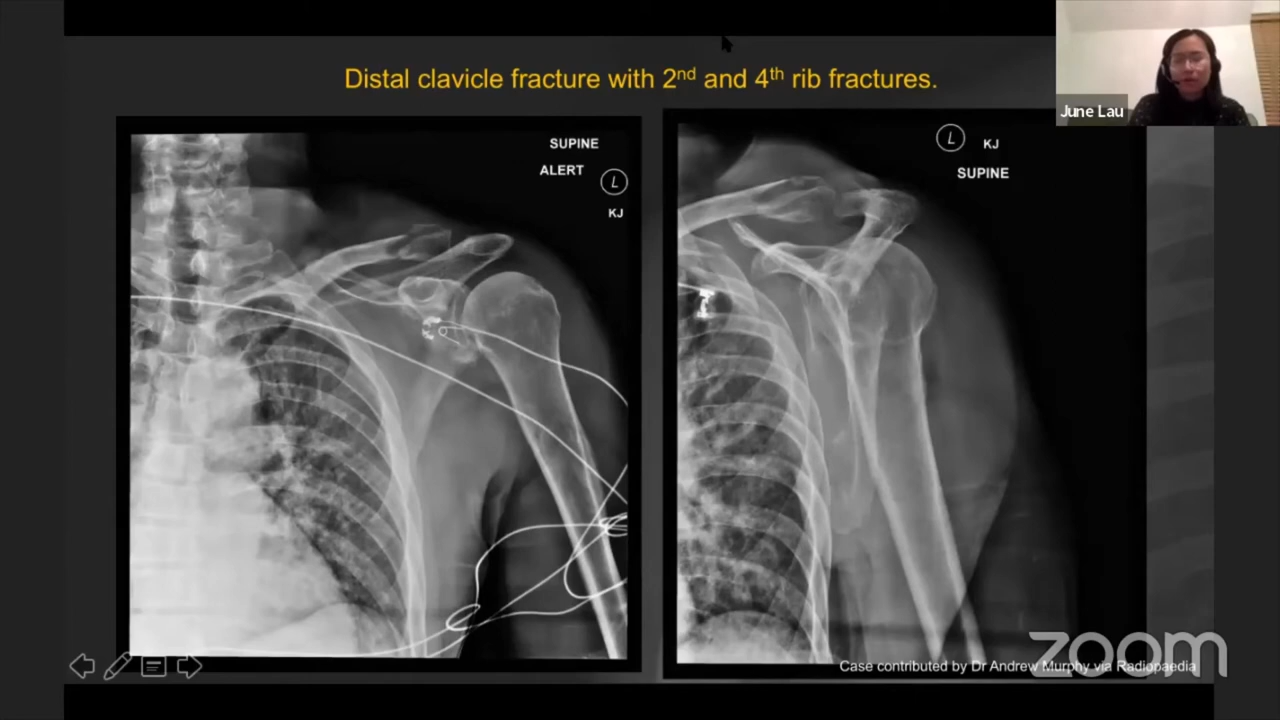 Distal clavicle fracture with 2nd and 4th rib fractures.
June Lau
SUPINE
ALERT
L
KJ
L
KJ
SUPINE
Case contributed by Dr Andrew Murphy via Radiopaedia
zoom